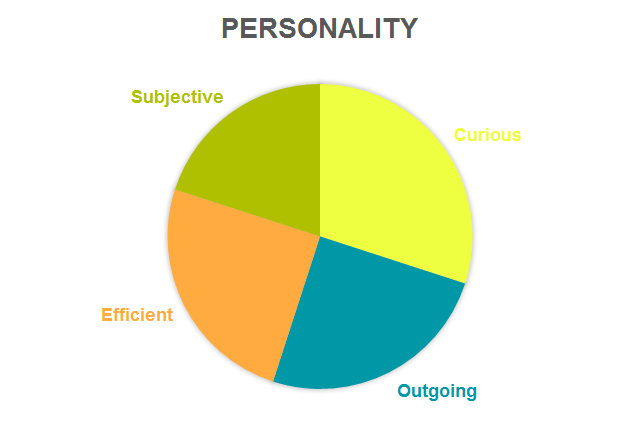 PERSONALITY
Subjective
Curious
Efficient
Outgoing